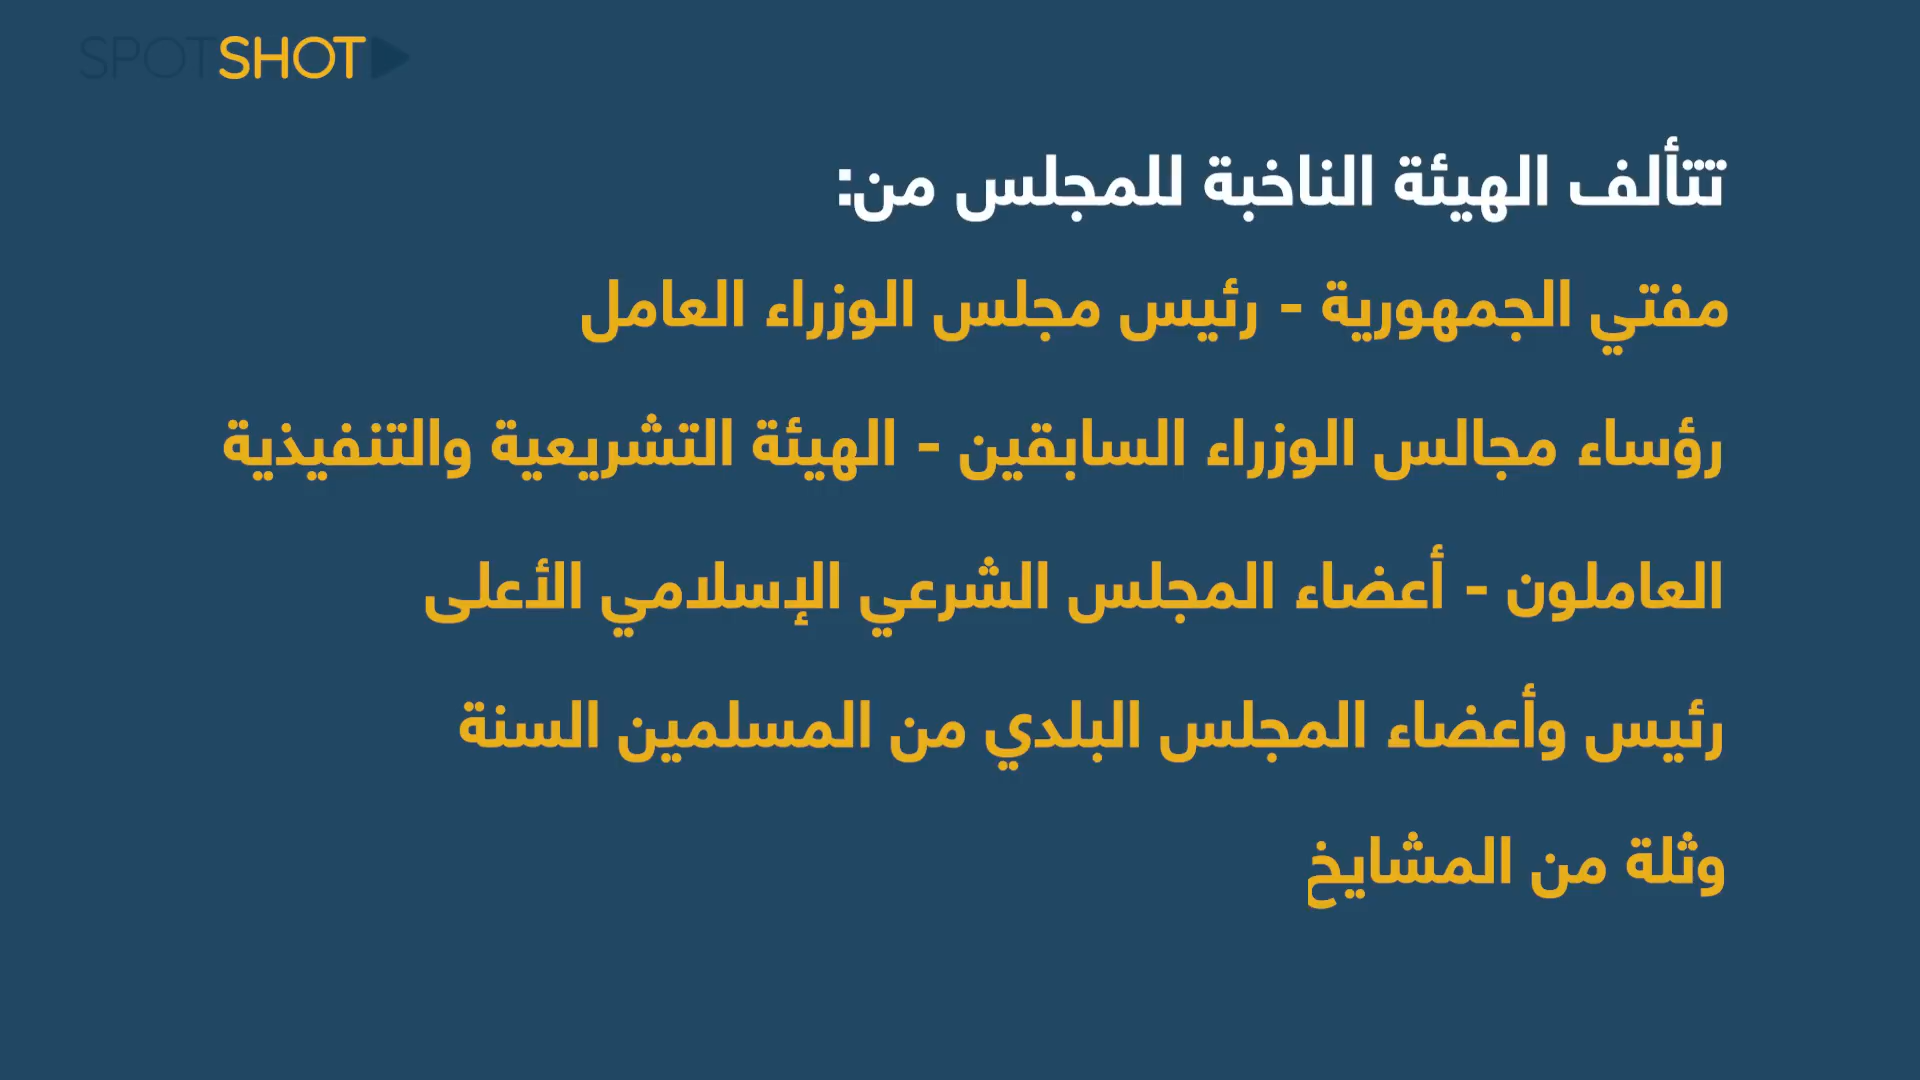 SPOTSHOT
تتألف الهيئة الناخبة للمجلس من:
مفتي الجمهورية - رئيس مجلس الوزراء العامل
رؤساء مجالس الوزراء السابقين - الهيئة التشريعية والتنفيذية
العاملون - أعضاء المجلس الشرعي الإسلامي الأعلى
رئيس وأعضاء المجلس البلدي من المسلمين السنة
وثلة من المشايخ